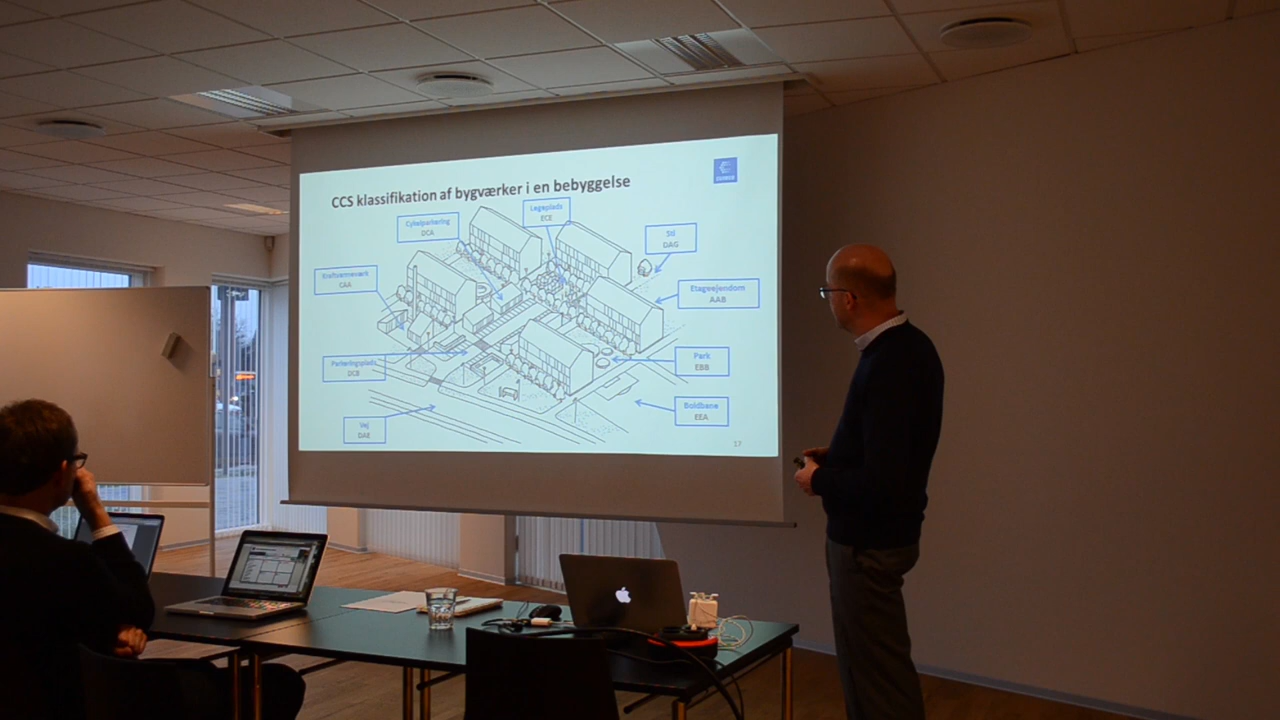 CCS klassifikation af bygværker i en bebyggelse
Cykelparkering
DCA
Legeplads
ECE
Sti
DAG
Kraftvarmeværk
CAA
Etageejendom
AAB
Parkeringsplads
DCB
Park
EBB
Boldbane
EEA
Vej
DAE
17